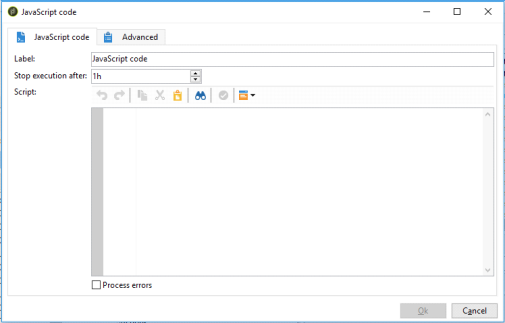 JavaScript code
JavaScript code
Advanced
Label:
JavaScript code
Stop execution after:
1h
Script:
Process errors
Ok
Cancel